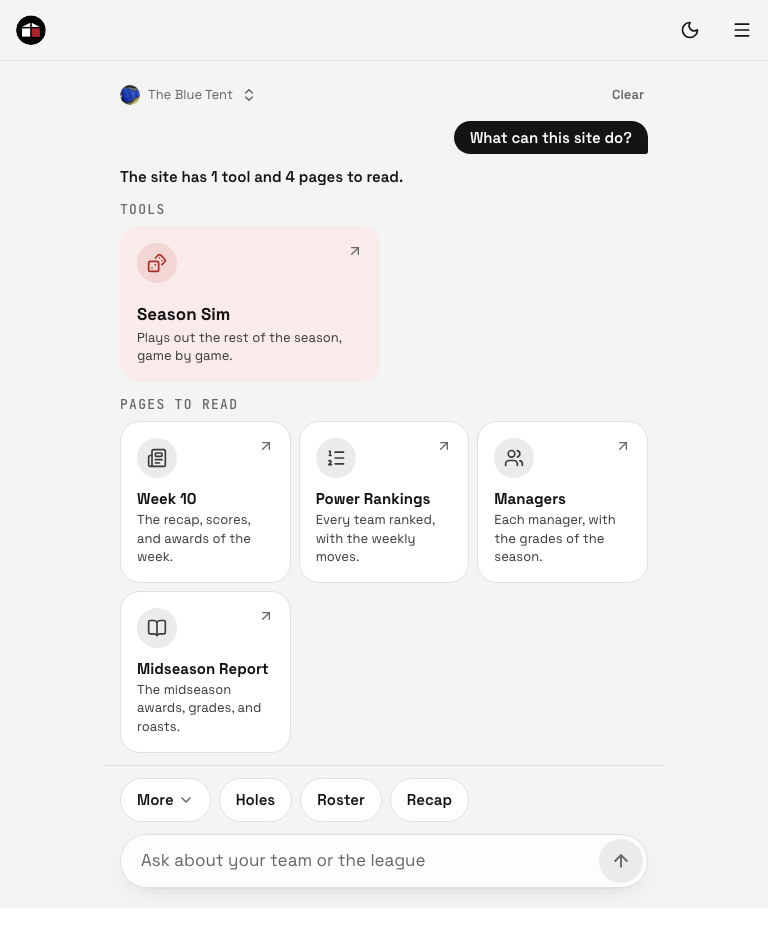 The Blue Tent
Clear
What can this site do?
The site has 1 tool and 4 pages to read.
TOOLS
Season Sim
Plays out the rest of the season,
game by game.
PAGES TO READ
Week 10
The recap, scores,
and awards of the
week.
Power Rankings
Every team ranked,
with the weekly
moves.
Managers
Each manager, with
the grades of the
season.
Midseason Report
The midseason
awards, grades, and
roasts.
More
Holes
Roster
Recap
Ask about your team or the league